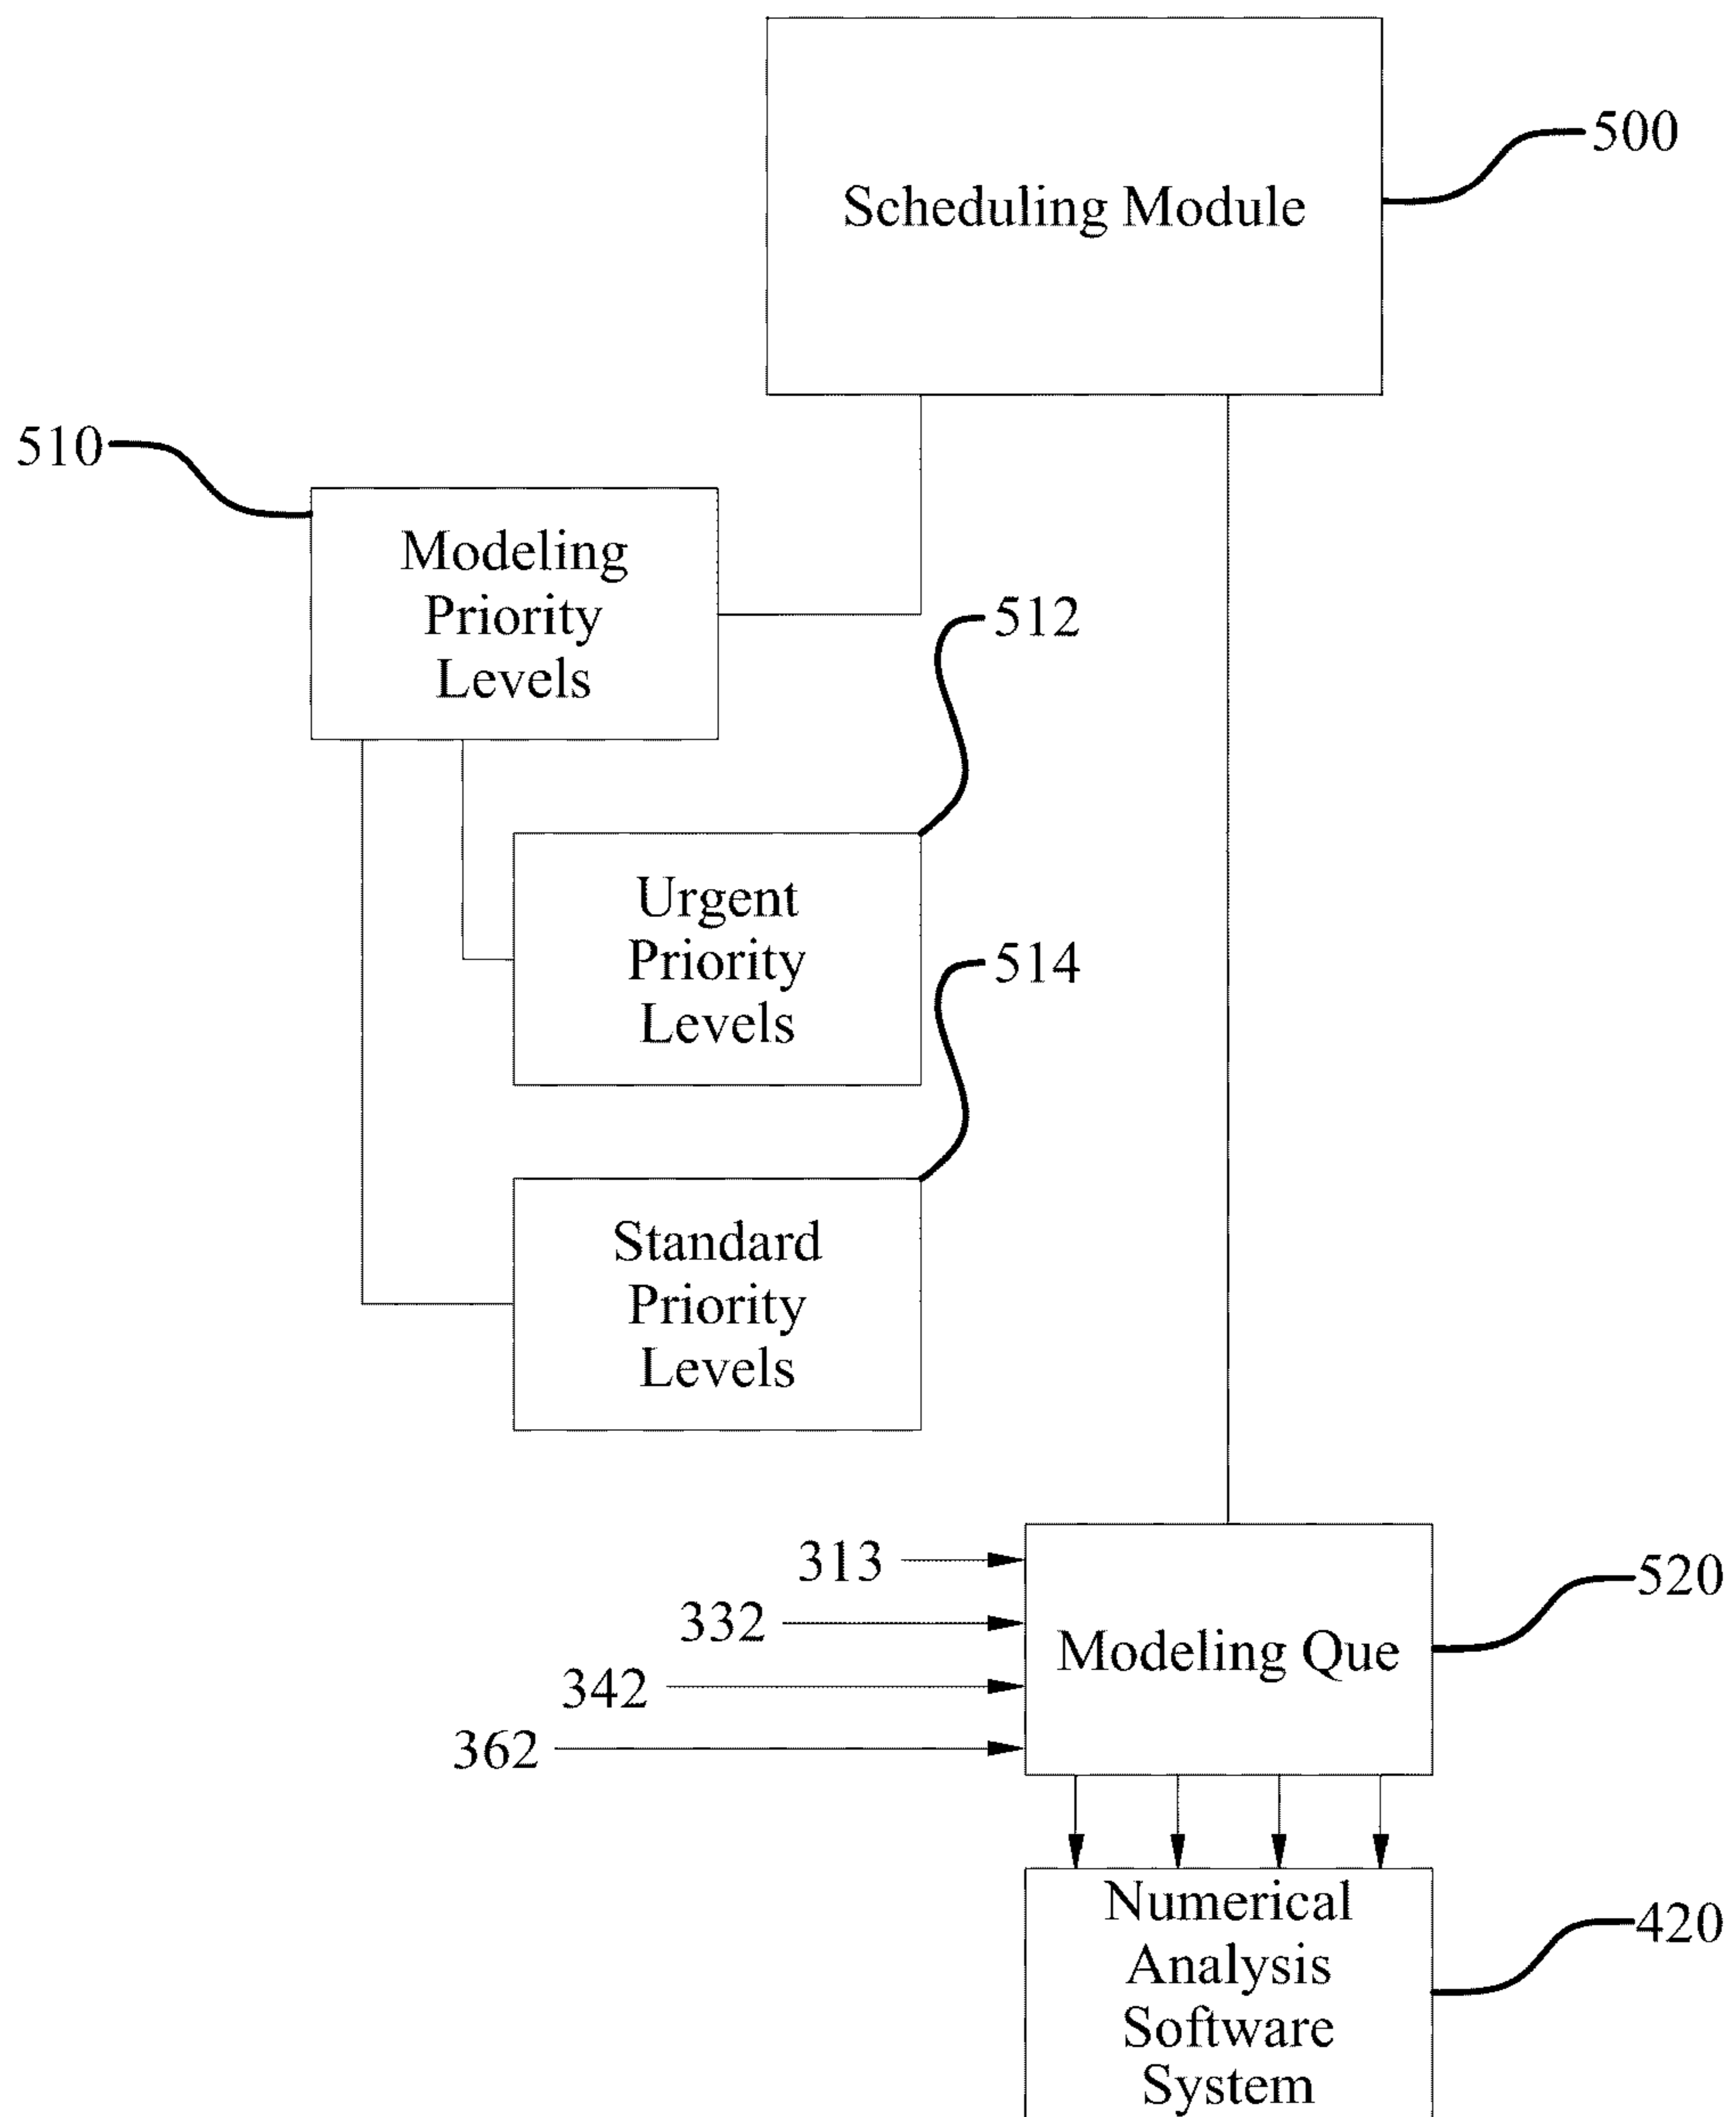 Scheduling Module
500
510
Modeling
Priority
Levels
512
Urgent
Priority
Levels
514
Standard
Priority
Levels
313
332
342
362
Modeling Que
520
Numerical
Analysis
Software
System
420